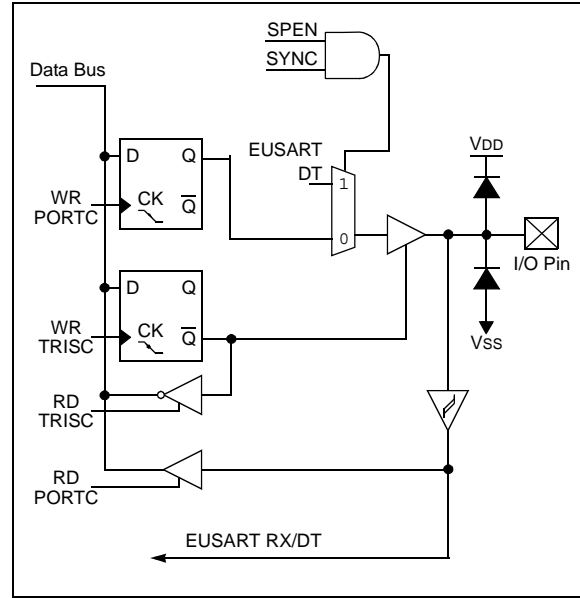 SPEN
SYNC
Data Bus
EUSART
DT
1
0
D Q
CK Q
WR
PORTC
D Q
CK Q
WR
TRISC
RD
TRISC
RD
PORTC
VDD
I/O Pin
VSS
EUSART RX/DT